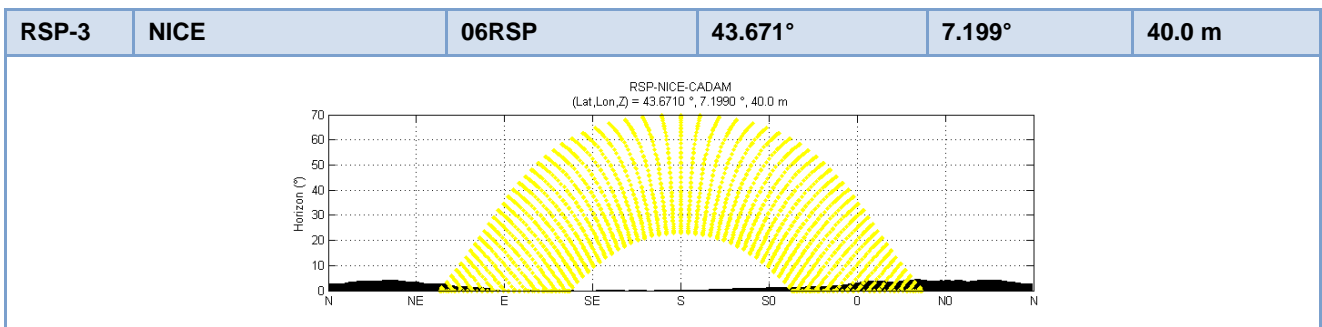 RSP-3 NICE 06RSP 43.671° 7.199° 40.0 m
RSP-NICE-CADAM
(Lat,Lon,Z) = 43.6710 °, 7.1990 °, 40.0 m
Horizon (°)
70
60
50
40
30
20
10
0
N NE E SE S SO O NO N